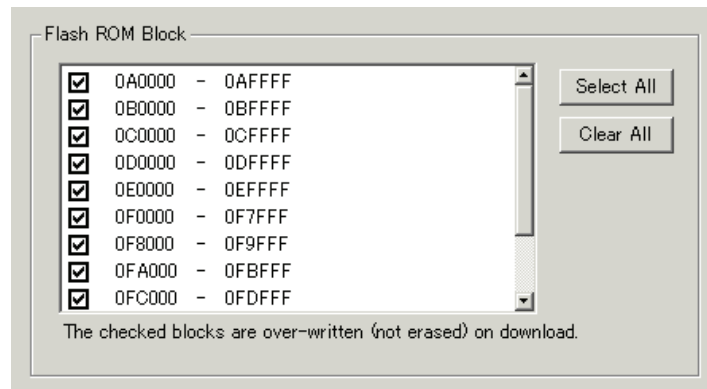 Flash ROM Block
0A0000 - 0AFFFF
0B0000 - 0BFFFF
0C0000 - 0CFFFF
0D0000 - 0DFFFF
0E0000 - 0EFFFF
0F0000 - 0F7FFF
0F8000 - 0F9FFF
0FA000 - 0FBFFF
0FC000 - 0FDFFF
Select All
Clear All
The checked blocks are over-written (not erased) on download.